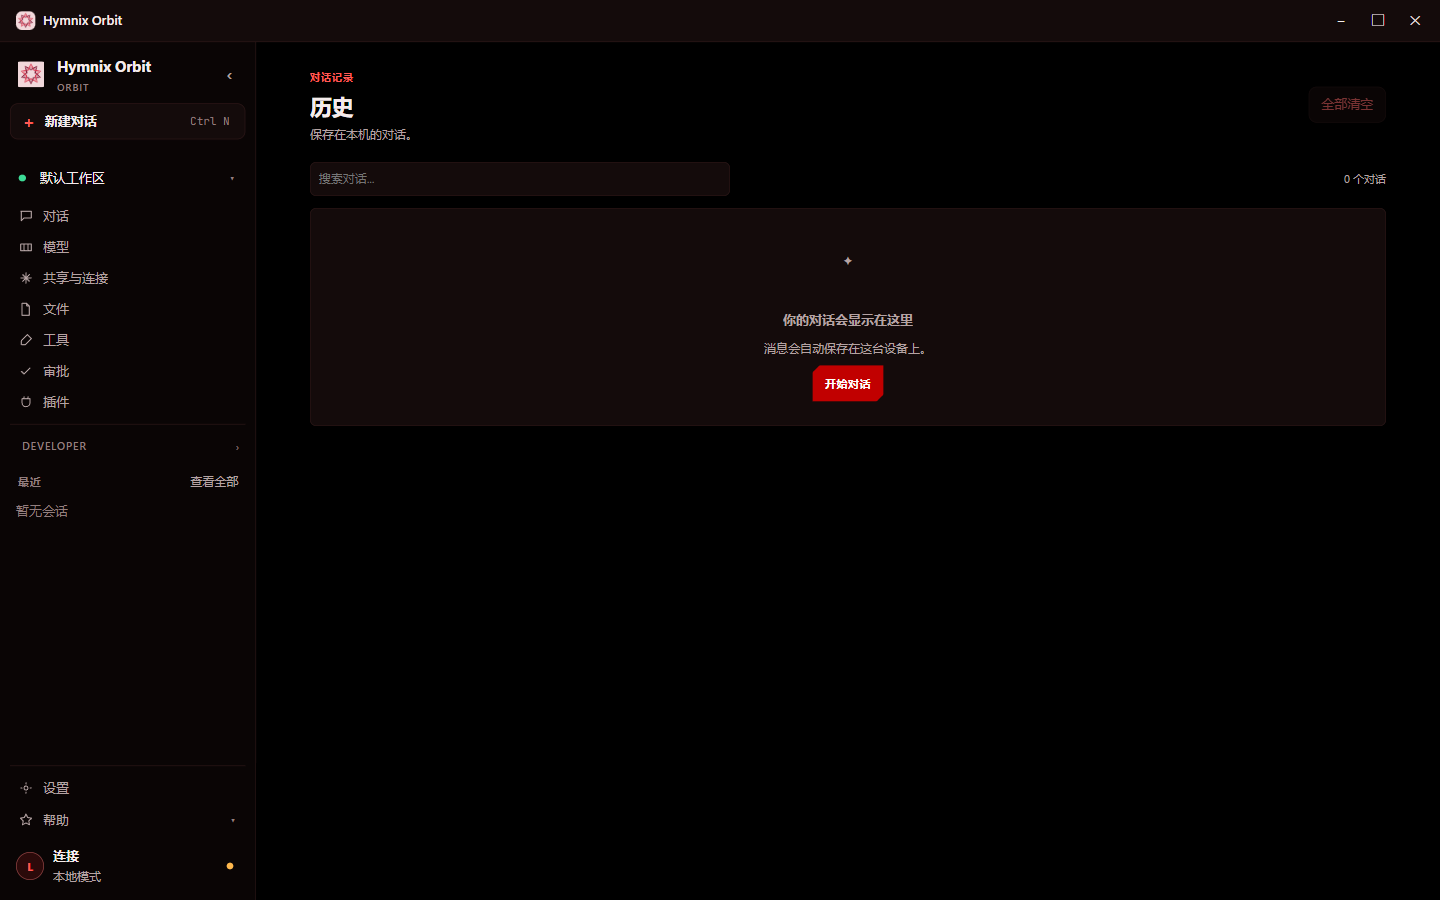 Hymnix Orbit
Hymnix Orbit
ORBIT
新建对话
Ctrl N
默认工作区
对话
模型
共享与连接
文件
工具
审批
插件
DEVELOPER
最近
查看全部
暂无会话
设置
帮助
L
连接
本地模式
对话记录
历史
保存在本机的对话。
全部清空
搜索对话...
0 个对话
你的对话会显示在这里
消息会自动保存在这台设备上。
开始对话